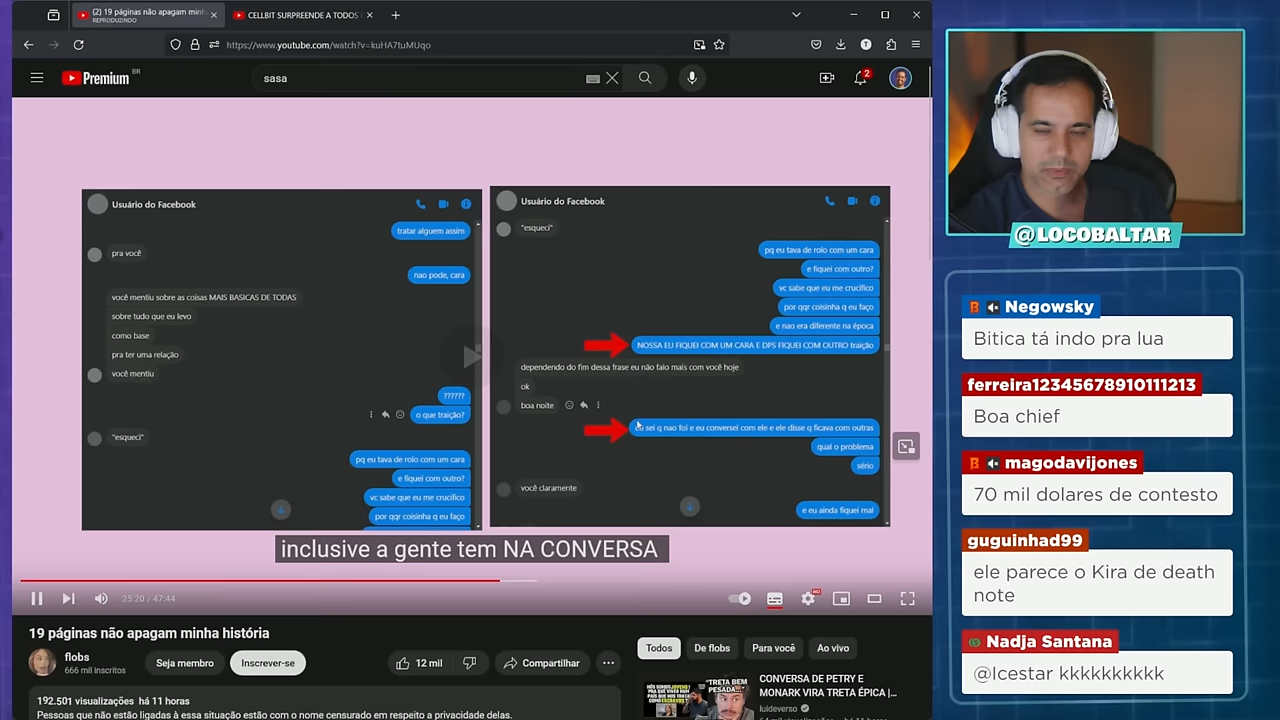 (2) 19 páginas não apagam minh
REPRODUZINDO
CELLBIT SURPREENDE A TODOS
https://www.youtube.com/watch?v=kuHA7tuMUqo
Premium BR
sasa
2
Usuário do Facebook
tratar alguem assim
pra você
nao pode, cara
você mentiu sobre as coisas MAIS BASICAS DE TODAS
sobre tudo que eu levo
como base
pra ter uma relação
você mentiu
??????
o que traição?
"esqueci"
pq eu tava de rolo com um cara
e fiquei com outro?
vc sabe que eu me crucifico
por qqr coisinha q eu faço
Usuário do Facebook
"esqueci"
pq eu tava de rolo com um cara
e fiquei com outro?
vc sabe que eu me crucifico
por qqr coisinha q eu faço
e nao era diferente na época
NOSSA EU FIQUEI COM UM CARA E DPS FIQUEI COM OUTRO traição
dependendo do fim dessa frase eu não falo mais com você hoje
ok
boa noite
eu sei q nao foi e eu conversei com ele e ele disse q ficava com outras
qual o problema
sério
você claramente
e eu ainda fiquei mal
inclusive a gente tem NA CONVERSA
25:20 / 47:44
HD
19 páginas não apagam minha história
flobs
666 mil inscritos
Seja membro
Inscrever-se
12 mil
Compartilhar
192.501 visualizações há 11 horas
Pessoas que não estão ligadas à essa situação estão com o nome censurado em respeito a privacidade delas.
Todos
De flobs
Para você
Ao vivo
"TRETA BEM
PESADA..."
CONVERSA DE PETRY E
MONARK VIRA TRETA ÉPICA |...
luideverso
@LOCOBALTAR
Negowsky
Bitica tá indo pra lua
ferreira12345678910111213
Boa chief
magodavijones
70 mil dolares de contesto
guguinhad99
ele parece o Kira de death
note
Nadja Santana
@Icestar kkkkkkkkkk